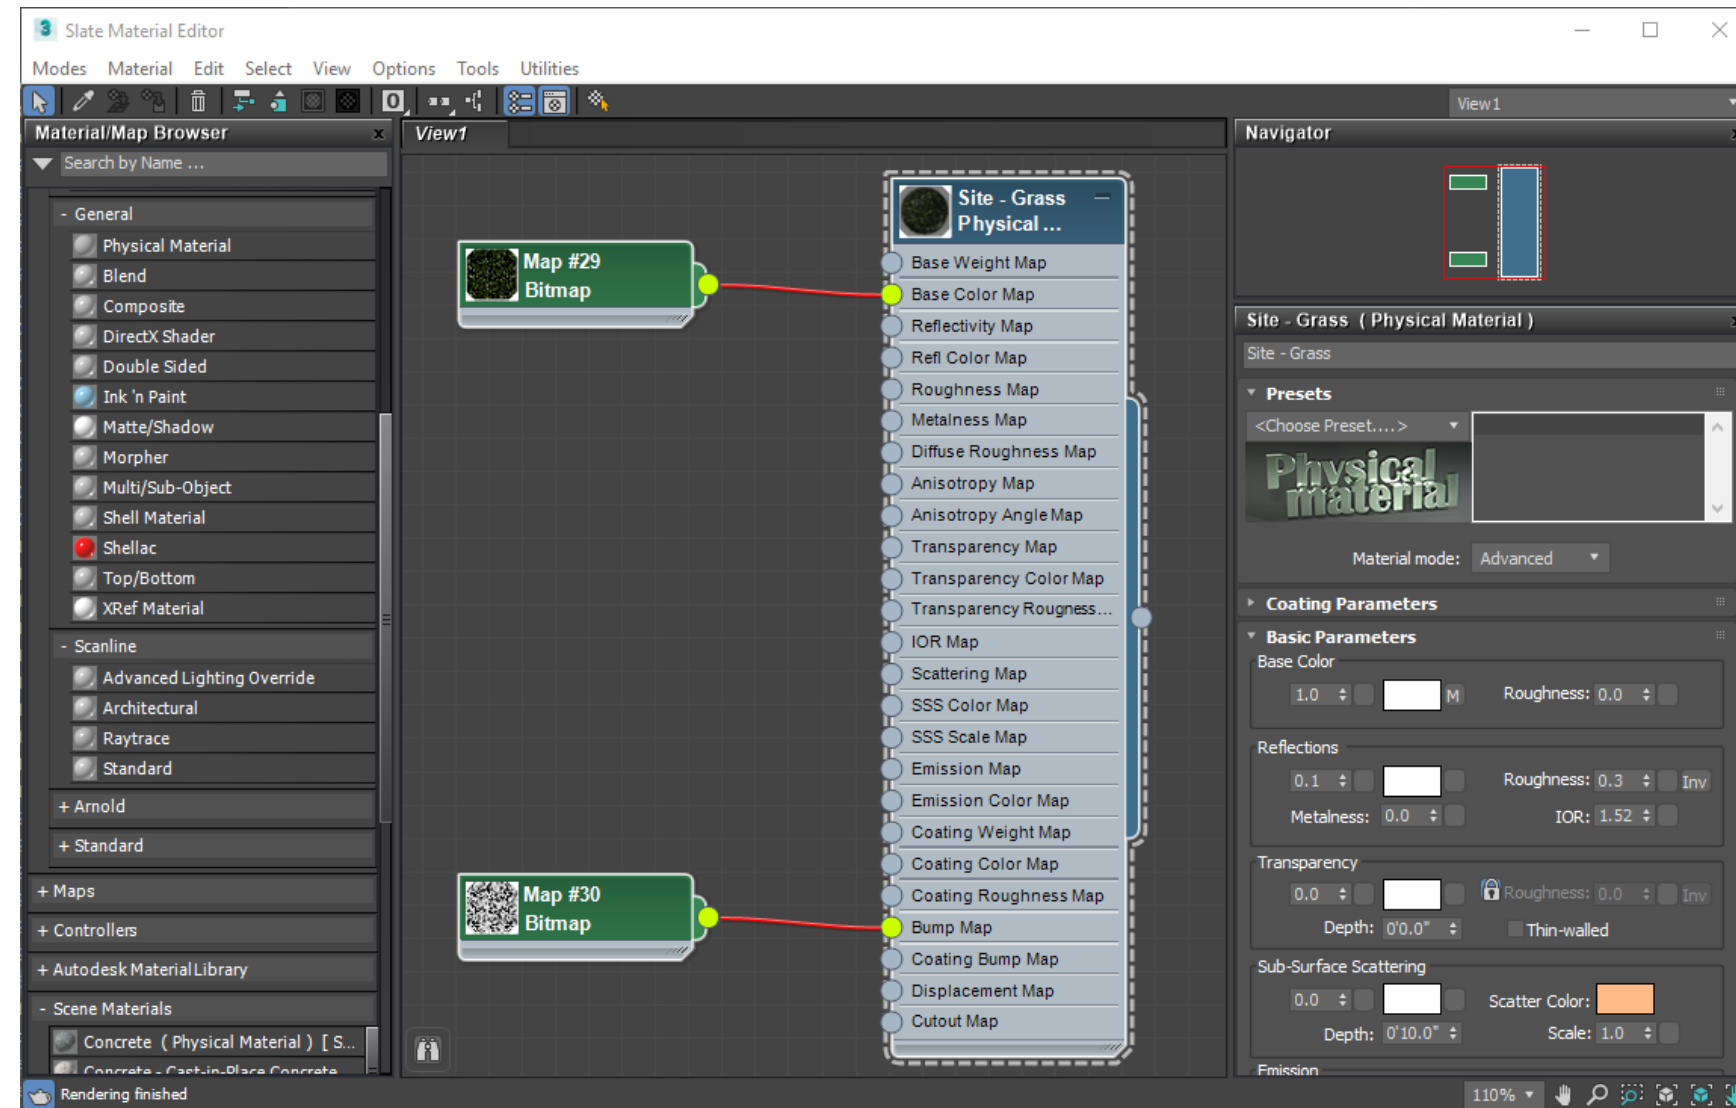 Slate Material Editor
Modes Material Edit Select View Options Tools Utilities
View1
Material/Map Browser x
View1
Navigator
Search by Name ...
- General
Physical Material
Blend
Composite
DirectX Shader
Double Sided
Ink 'n Paint
Matte/Shadow
Morpher
Multi/Sub-Object
Shell Material
Shellac
Top/Bottom
XRef Material
- Scanline
Advanced Lighting Override
Architectural
Raytrace
Standard
+ Arnold
+ Standard
+ Maps
+ Controllers
+ Autodesk Material Library
- Scene Materials
Concrete ( Physical Material ) [ S...
Concrete - Cast-in-Place Concrete
Rendering finished
Map #29
Bitmap
Map #30
Bitmap
Site - Grass
Physical ...
Base Weight Map
Base Color Map
Reflectivity Map
Refl Color Map
Roughness Map
Metalness Map
Diffuse Roughness Map
Anisotropy Map
Anisotropy Angle Map
Transparency Map
Transparency Color Map
Transparency Rougness...
IOR Map
Scattering Map
SSS Color Map
SSS Scale Map
Emission Map
Emission Color Map
Coating Weight Map
Coating Color Map
Coating Roughness Map
Bump Map
Coating Bump Map
Displacement Map
Cutout Map
Site - Grass ( Physical Material )
Site - Grass
Presets
<Choose Preset....>
Physical
material
Material mode: Advanced
Coating Parameters
Basic Parameters
Base Color
1.0 M Roughness: 0.0
Reflections
0.1 Roughness: 0.3 Inv
Metalness: 0.0 IOR: 1.52
Transparency
0.0 Roughness: 0.0 Inv
Depth: 0'0.0" Thin-walled
Sub-Surface Scattering
0.0 Scatter Color:
Depth: 0'10.0" Scale: 1.0
Emission
110%